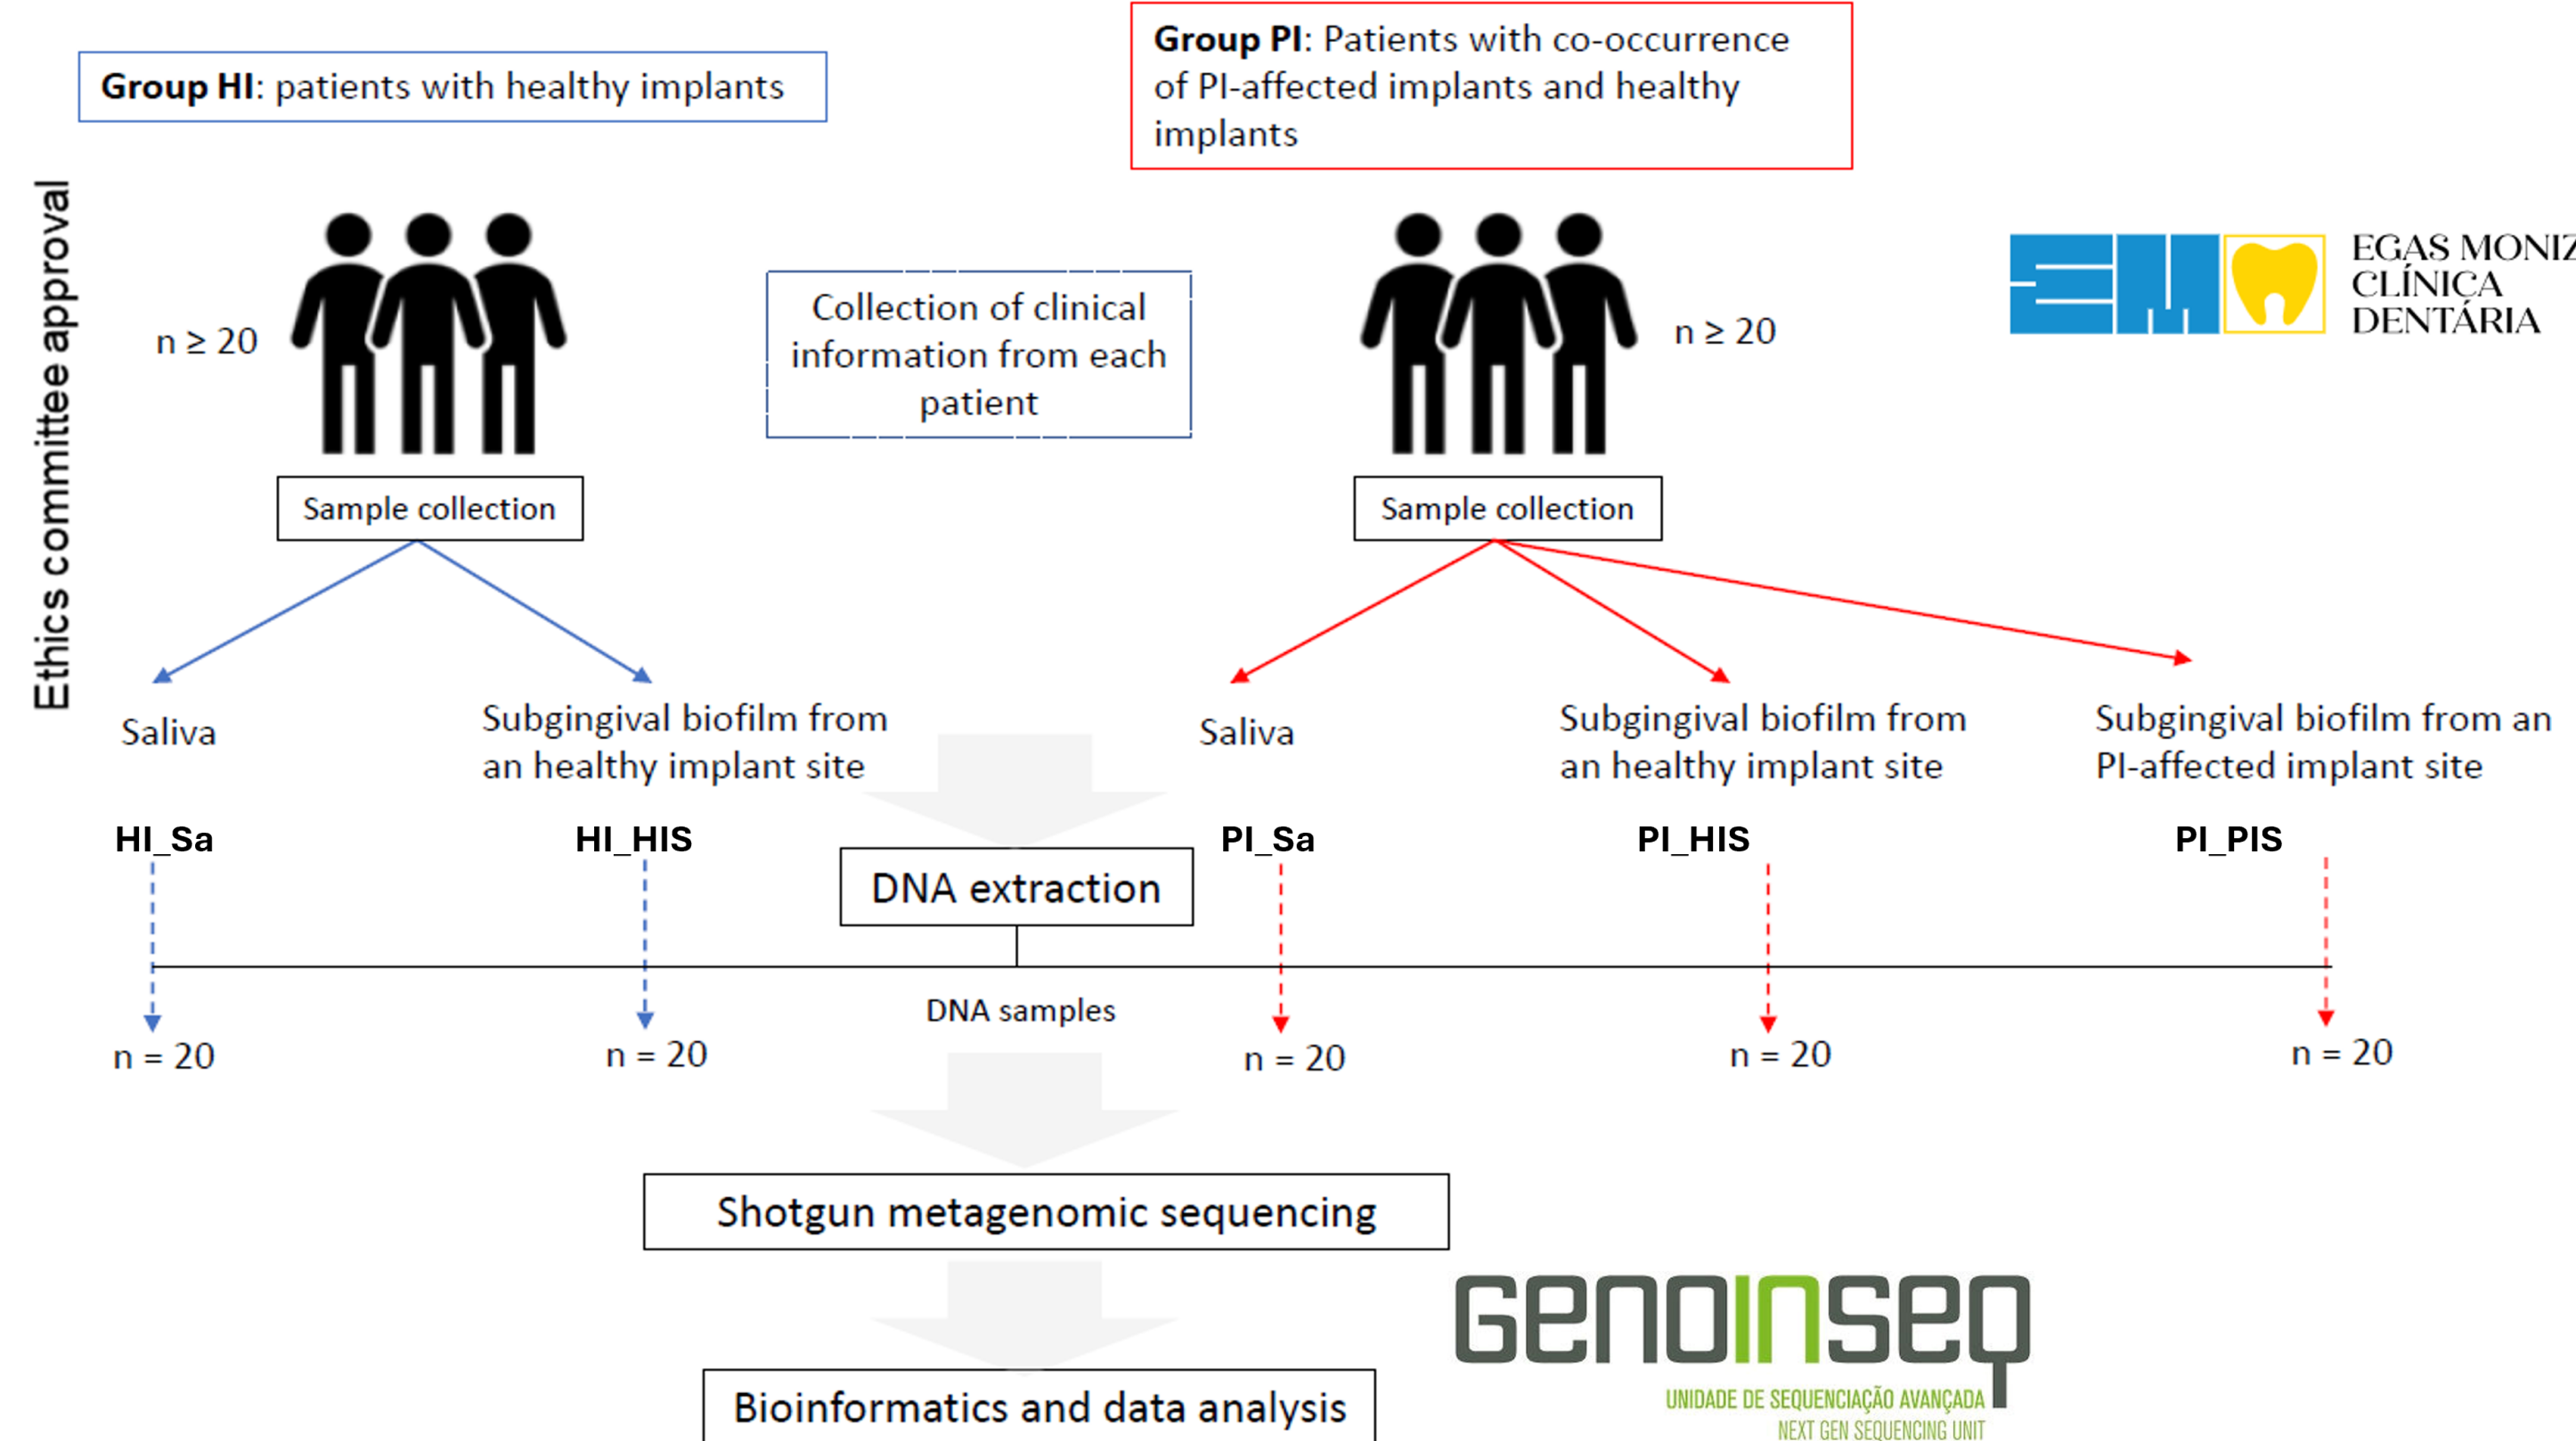 Group HI: patients with healthy implants
Group PI: Patients with co-occurrence
of PI-affected implants and healthy
implants
Ethics committee approval
n ≥ 20
Collection of clinical
information from each
patient
n ≥ 20
EGAS MONIZ
CLÍNICA
DENTÁRIA
Sample collection
Sample collection
Saliva
Subgingival biofilm from
an healthy implant site
Saliva
Subgingival biofilm from
an healthy implant site
Subgingival biofilm from an
PI-affected implant site
HI_Sa
HI_HIS
PI_Sa
PI_HIS
PI_PIS
DNA extraction
DNA samples
n = 20
n = 20
n = 20
n = 20
n = 20
Shotgun metagenomic sequencing
Bioinformatics and data analysis
GenoinSeq
UNIDADE DE SEQUENCIAÇÃO AVANÇADA
NEXT GEN SEQUENCING UNIT